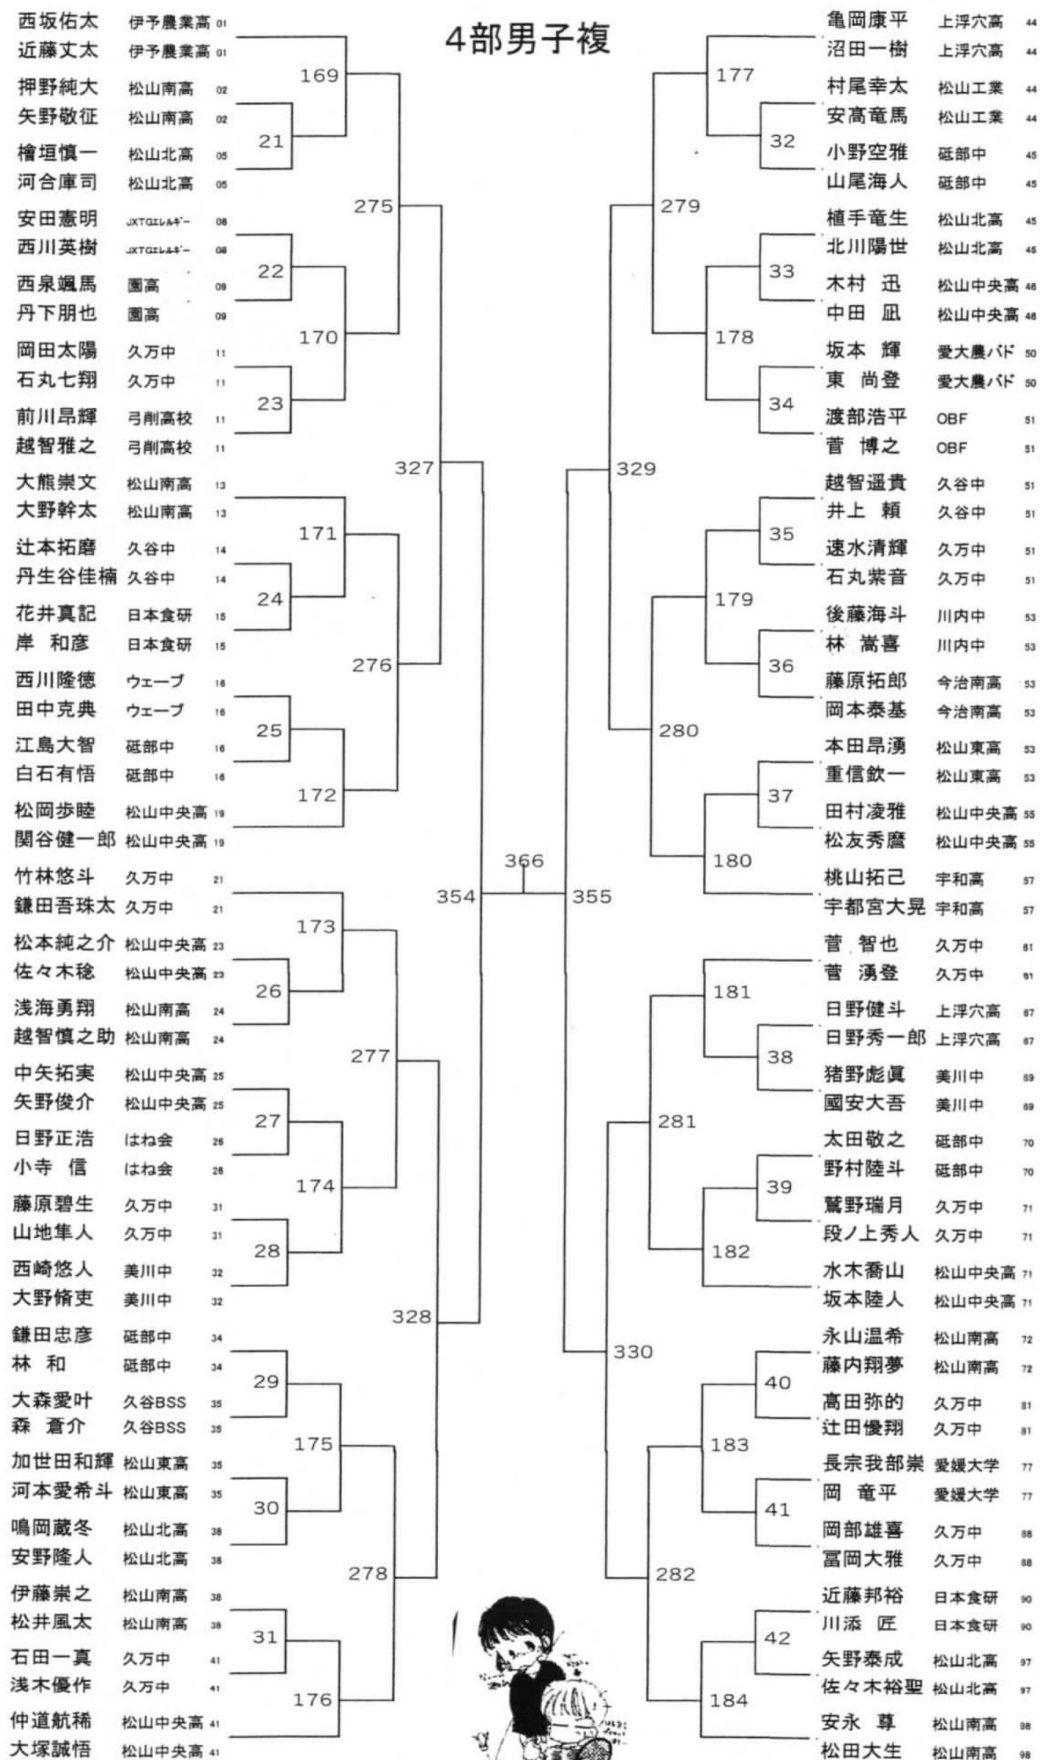 4部男子複
西坂佑太 伊予農業高 01
近藤丈太 伊予農業高 01
169
押野純大 松山南高 02
矢野敬征 松山南高 02
21
檜垣慎一 松山北高 05
河合庫司 松山北高 05
275
安田憲明 JXTGエレルギー 08
西川英樹 JXTGエレルギー 08
22
西泉颯馬 園高 09
丹下朋也 園高 09
170
岡田太陽 久万中 11
石丸七翔 久万中 11
23
前川昂輝 弓削高校 11
越智雅之 弓削高校 11
327
大熊崇文 松山南高 13
大野幹太 松山南高 13
171
辻本拓磨 久谷中 14
丹生谷佳楠 久谷中 14
24
花井真記 日本食研 15
岸 和彦 日本食研 15
276
西川隆徳 ウェーブ 16
田中克典 ウェーブ 16
25
江島大智 砥部中 16
白石有悟 砥部中 16
172
松岡歩睦 松山中央高 19
関谷健一郎 松山中央高 19
354
竹林悠斗 久万中 21
鎌田吾珠太 久万中 21
173
松本純之介 松山中央高 23
佐々木稔 松山中央高 23
26
浅海勇翔 松山南高 24
越智慎之助 松山南高 24
277
中矢拓実 松山中央高 25
矢野俊介 松山中央高 25
27
日野正浩 はね会 26
小寺 信 はね会 26
174
藤原碧生 久万中 31
山地隼人 久万中 31
28
西崎悠人 美川中 32
大野脩吏 美川中 32
328
鎌田忠彦 砥部中 34
林 和 砥部中 34
29
大森愛叶 久谷BSS 35
森 蒼介 久谷BSS 35
175
加世田和輝 松山東高 35
河本愛希斗 松山東高 35
30
鳴岡蔵冬 松山北高 38
安野隆人 松山北高 38
278
伊藤崇之 松山南高 38
松井風太 松山南高 38
31
石田一真 久万中 41
浅木優作 久万中 41
176
仲道航稀 松山中央高 41
大塚誠悟 松山中央高 41
366
亀岡康平 上浮穴高 44
沼田一樹 上浮穴高 44
177
村尾幸太 松山工業 44
安髙竜馬 松山工業 44
32
小野空雅 砥部中 45
山尾海人 砥部中 45
279
植手竜生 松山北高 45
北川陽世 松山北高 45
33
木村 迅 松山中央高 46
中田 凪 松山中央高 46
178
坂本 輝 愛大農バド 50
東 尚登 愛大農バド 50
34
渡部浩平 OBF 51
菅 博之 OBF 51
329
越智遥貴 久谷中 51
井上 頼 久谷中 51
35
速水清輝 久万中 51
石丸紫音 久万中 51
179
後藤海斗 川内中 53
林 嵩喜 川内中 53
36
藤原拓郎 今治南高 53
岡本泰基 今治南高 53
280
本田昂湧 松山東高 53
重信欽一 松山東高 53
37
田村凌雅 松山中央高 55
松友秀麿 松山中央高 55
180
桃山拓己 宇和高 57
宇都宮大晃 宇和高 57
355
菅 智也 久万中 61
菅 湧登 久万中 61
181
日野健斗 上浮穴高 67
日野秀一郎 上浮穴高 67
38
猪野彪眞 美川中 69
國安大吾 美川中 69
281
太田敬之 砥部中 70
野村陸斗 砥部中 70
39
鷲野瑞月 久万中 71
段ノ上秀人 久万中 71
182
水木喬山 松山中央高 71
坂本陸人 松山中央高 71
330
永山温希 松山南高 72
藤内翔夢 松山南高 72
40
高田弥的 久万中 81
辻田優翔 久万中 81
183
長宗我部崇 愛媛大学 77
岡 竜平 愛媛大学 77
41
岡部雄喜 久万中 88
冨岡大雅 久万中 88
282
近藤邦裕 日本食研 90
川添 匠 日本食研 90
42
矢野泰成 松山北高 97
佐々木裕聖 松山北高 97
184
安永 尊 松山南高 98
松田大生 松山南高 98